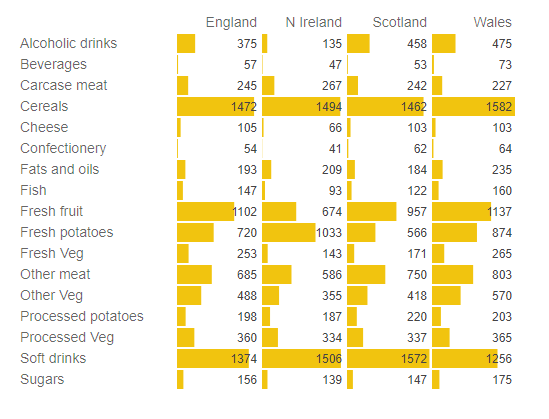 England N Ireland Scotland Wales
Alcoholic drinks 375 135 458 475
Beverages 57 47 53 73
Carcase meat 245 267 242 227
Cereals 1472 1494 1462 1582
Cheese 105 66 103 103
Confectionery 54 41 62 64
Fats and oils 193 209 184 235
Fish 147 93 122 160
Fresh fruit 1102 674 957 1137
Fresh potatoes 720 1033 566 874
Fresh Veg 253 143 171 265
Other meat 685 586 750 803
Other Veg 488 355 418 570
Processed potatoes 198 187 220 203
Processed Veg 360 334 337 365
Soft drinks 1374 1506 1572 1256
Sugars 156 139 147 175